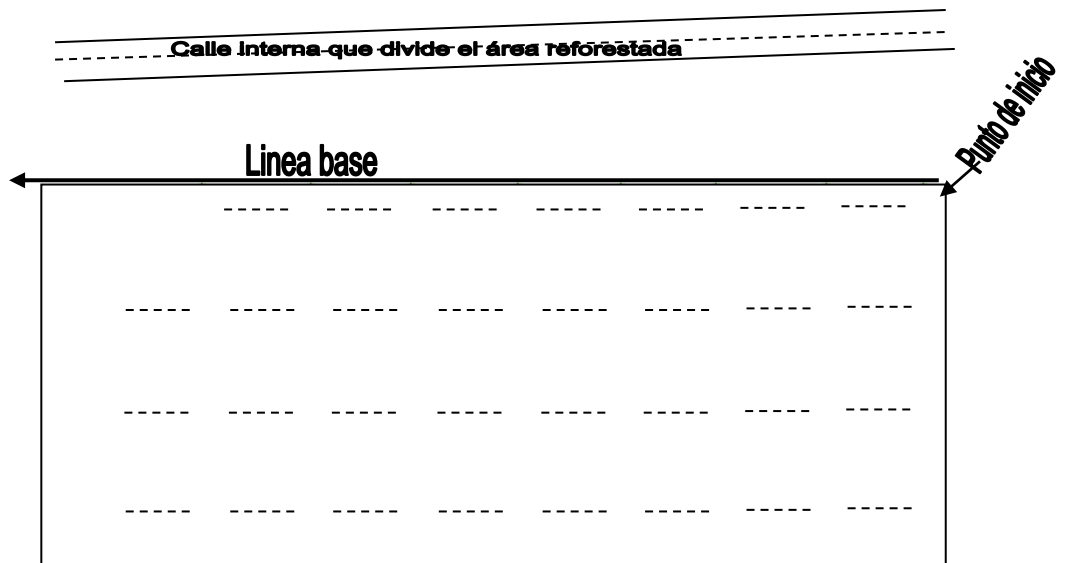 Calle interna que divide el área reforestada
Punto de inicio
Linea base